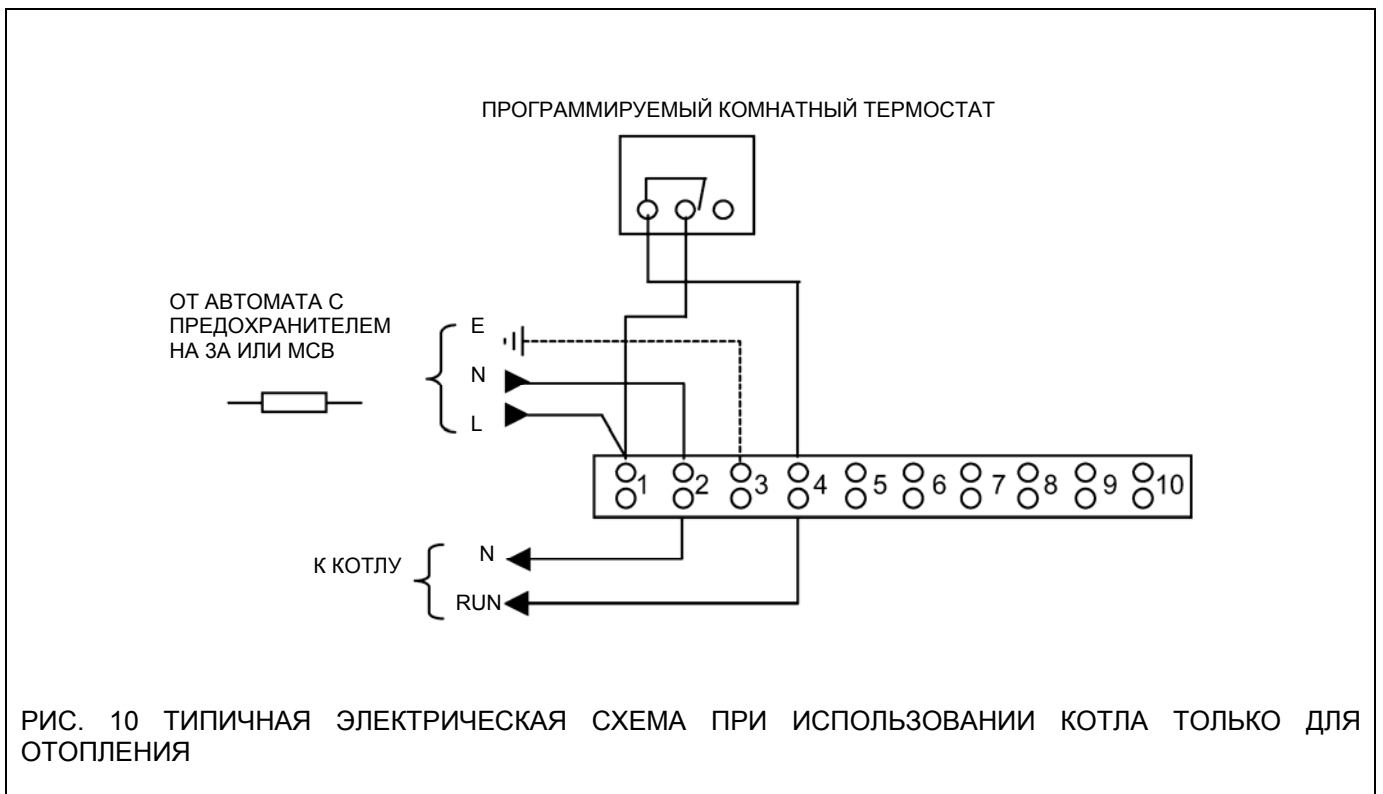 ПРОГРАММИРУЕМЫЙ КОМНАТНЫЙ ТЕРМОСТАТ
ОТ АВТОМАТА С
ПРЕДОХРАНИТЕЛЕМ
НА 3А ИЛИ МСВ
E
N
L
1 2 3 4 5 6 7 8 9 10
К КОТЛУ
N
RUN
РИС. 10 ТИПИЧНАЯ ЭЛЕКТРИЧЕСКАЯ СХЕМА ПРИ ИСПОЛЬЗОВАНИИ КОТЛА ТОЛЬКО ДЛЯ
ОТОПЛЕНИЯ